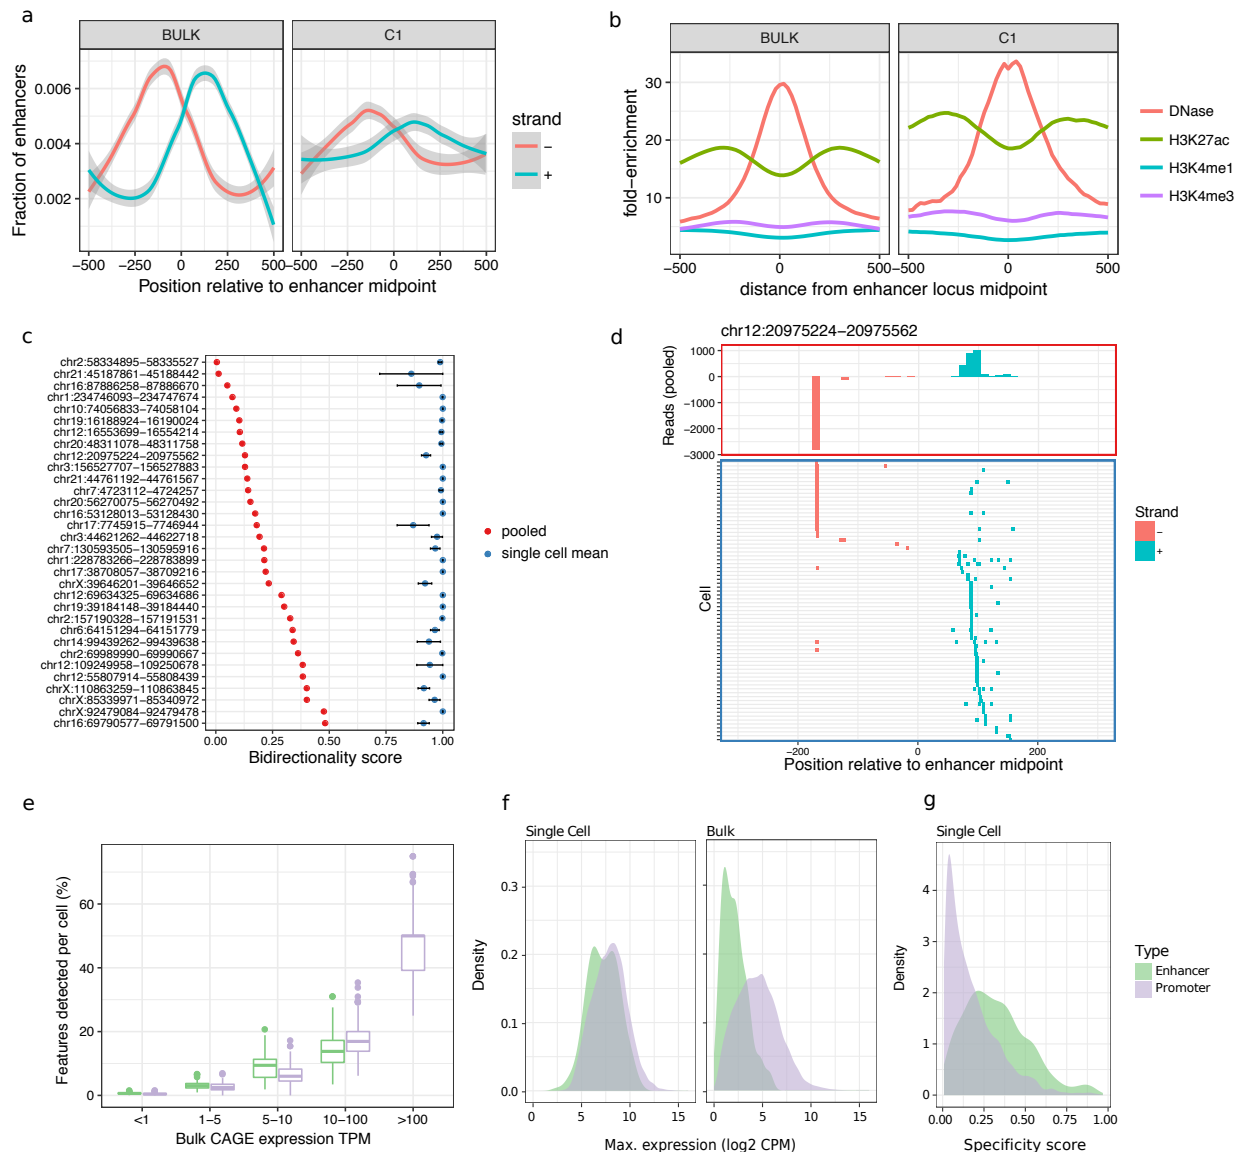 a
BULK
C1
Fraction of enhancers
0.006
0.004
0.002
−500
−250
0
250
500
−500
−250
0
250
500
Position relative to enhancer midpoint
strand
−
+
b
BULK
C1
fold−enrichment
30
20
10
−500
0
500
−500
0
500
distance from enhancer locus midpoint
DNase
H3K27ac
H3K4me1
H3K4me3
c
chr2:58334895−58335527
chr21:45187861−45188442
chr16:87886258−87886670
chr1:234746093−234747674
chr10:74056833−74058104
chr19:16188924−16190024
chr12:16553699−16554214
chr20:48311078−48311758
chr12:20975224−20975562
chr3:156527707−156527883
chr21:44761192−44761567
chr7:4723112−4724257
chr20:56270075−56270492
chr16:53128013−53128430
chr17:7745915−7746944
chr3:44621262−44622718
chr7:130593505−130595916
chr1:228783266−228783899
chr17:38708057−38709216
chrX:39646201−39646652
chr12:69634325−69634686
chr19:39184148−39184440
chr2:157190328−157191531
chr6:64151294−64151779
chr14:99439262−99439638
chr2:69989990−69990667
chr12:109249958−109250678
chr12:55807914−55808439
chrX:110863259−110863845
chrX:85339971−85340972
chrX:92479084−92479478
chr16:69790577−69791500
0.00
0.25
0.50
0.75
1.00
Bidirectionality score
pooled
single cell mean
d
chr12:20975224−20975562
Reads (pooled)
1000
0
−1000
−2000
−3000
Cell
−200
0
200
Position relative to enhancer midpoint
Strand
−
+
e
Features detected per cell (%)
60
40
20
0
<1
1−5
5−10
10−100
>100
Bulk CAGE expression TPM
f
Single Cell
Bulk
Density
0.3
0.2
0.1
0.0
0
5
10
15
0
5
10
15
Max. expression (log2 CPM)
g
Single Cell
Density
4
3
2
1
0
0.00
0.25
0.50
0.75
1.00
Specificity score
Type
Enhancer
Promoter